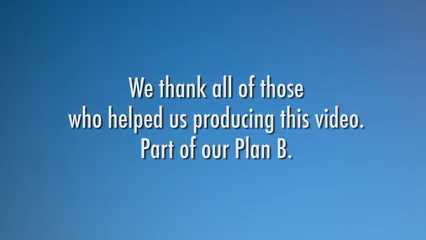 We thank all of those
who helped us producing this video.
Part of our Plan B.